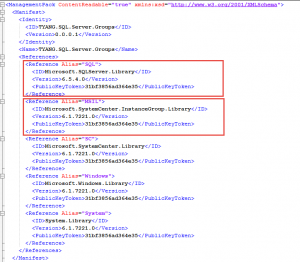 <ManagementPack ContentReadable="true" xmlns:xsd="http://www.w3.org/2001/XMLSchema">
<Manifest>
<Identity>
<ID>TYANG.SQL.Server.Groups</ID>
<Version>0.0.0.1</Version>
</Identity>
<Name>TYANG.SQL.Server.Groups</Name>
<References>
<Reference Alias="SQL">
<ID>Microsoft.SQLServer.Library</ID>
<Version>6.5.4.0</Version>
<PublicKeyToken>31bf3856ad364e35</PublicKeyToken>
</Reference>
<Reference Alias="MSIL">
<ID>Microsoft.SystemCenter.InstanceGroup.Library</ID>
<Version>6.1.7221.0</Version>
<PublicKeyToken>31bf3856ad364e35</PublicKeyToken>
</Reference>
<Reference Alias="SC">
<ID>Microsoft.SystemCenter.Library</ID>
<Version>6.1.7221.0</Version>
<PublicKeyToken>31bf3856ad364e35</PublicKeyToken>
</Reference>
<Reference Alias="Windows">
<ID>Microsoft.Windows.Library</ID>
<Version>6.1.7221.0</Version>
<PublicKeyToken>31bf3856ad364e35</PublicKeyToken>
</Reference>
<Reference Alias="System">
<ID>System.Library</ID>
<Version>6.1.7221.0</Version>
<PublicKeyToken>31bf3856ad364e35</PublicKeyToken>
</Reference>
</References>
</Manifest>